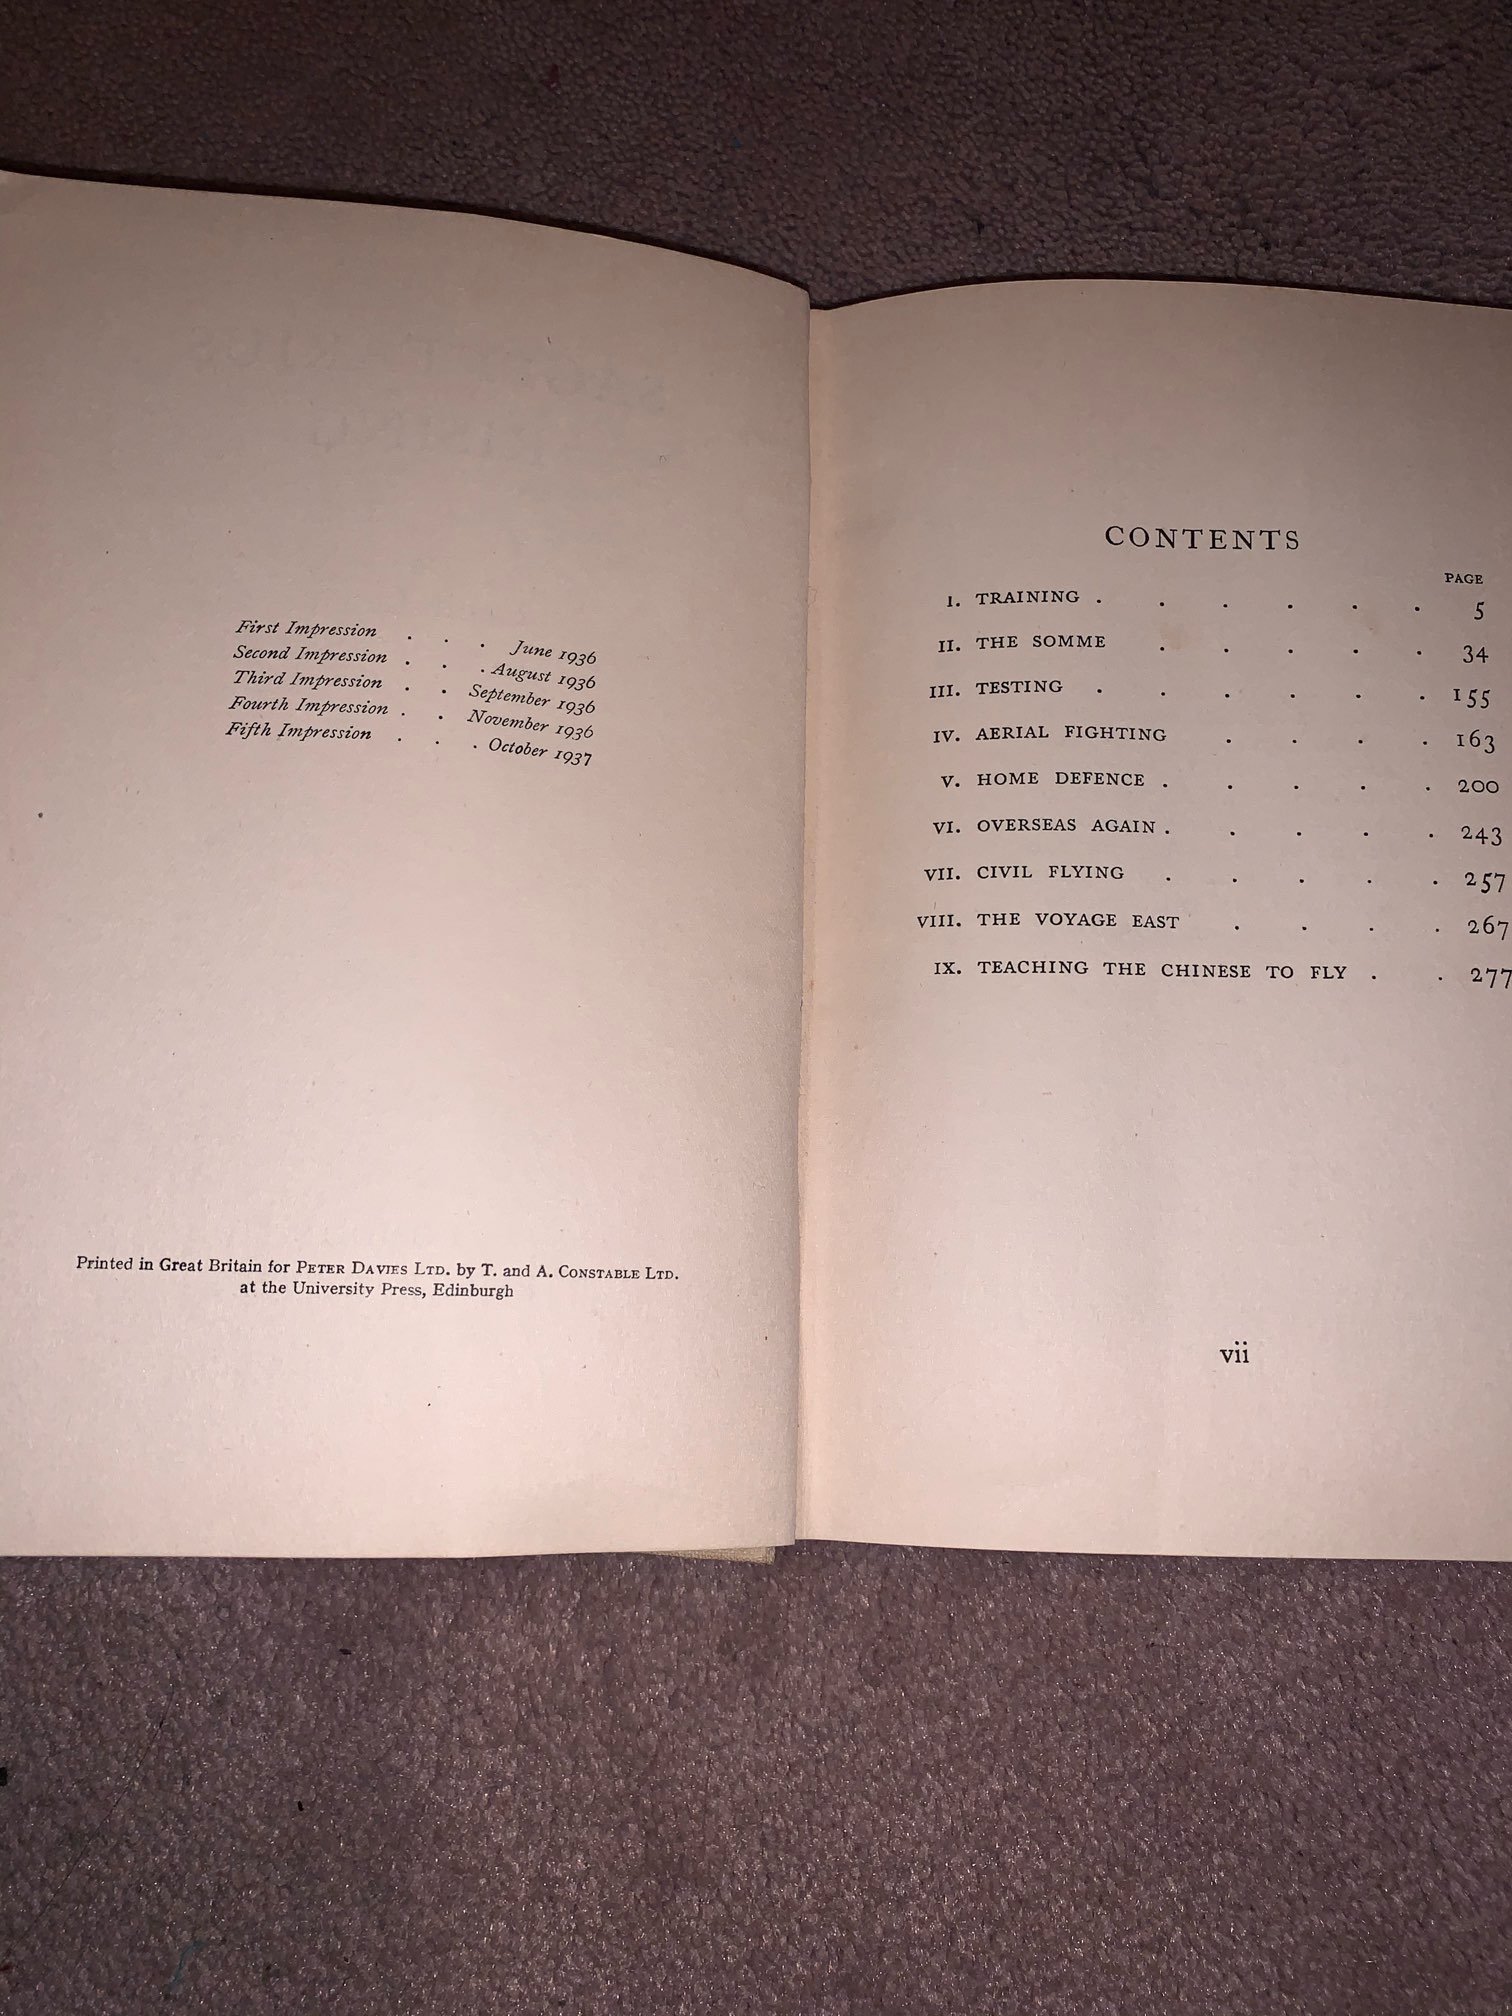 First Impression . . . June 1936
Second Impression . . . August 1936
Third Impression . . September 1936
Fourth Impression . . November 1936
Fifth Impression . . . October 1937
Printed in Great Britain for PETER DAVIES LTD. by T. and A. CONSTABLE LTD.
at the University Press, Edinburgh
CONTENTS
PAGE
I. TRAINING . . . . . . 5
II. THE SOMME . . . . . 34
III. TESTING . . . . . . 155
IV. AERIAL FIGHTING . . . . 163
V. HOME DEFENCE . . . . . 200
VI. OVERSEAS AGAIN . . . . . 243
VII. CIVIL FLYING . . . . . 257
VIII. THE VOYAGE EAST . . . . 267
IX. TEACHING THE CHINESE TO FLY . . 277
vii